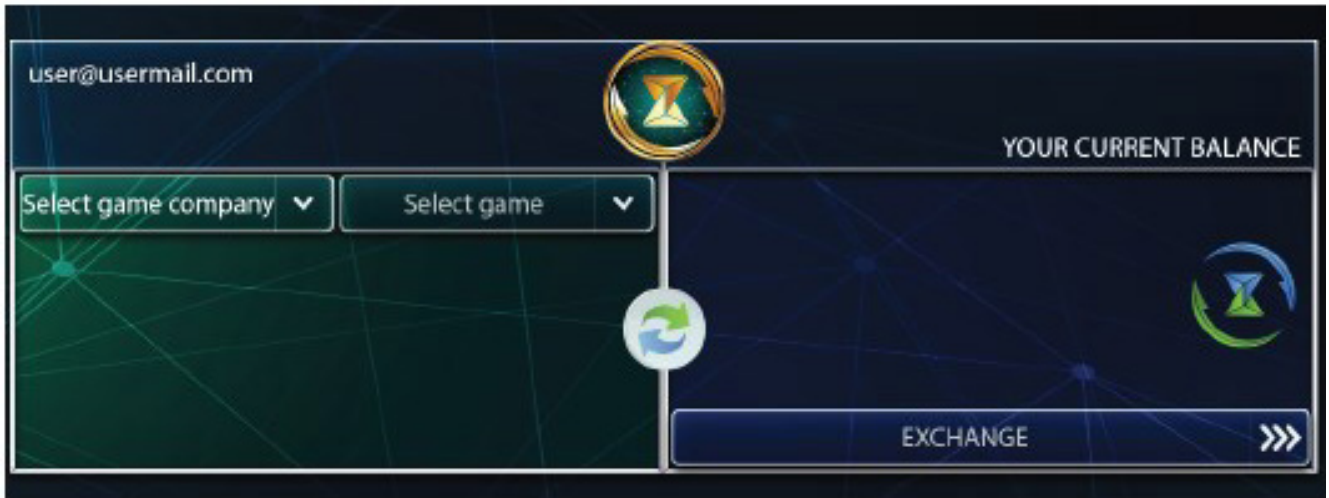 user@usermail.com
YOUR CURRENT BALANCE
Select game company
Select game
EXCHANGE